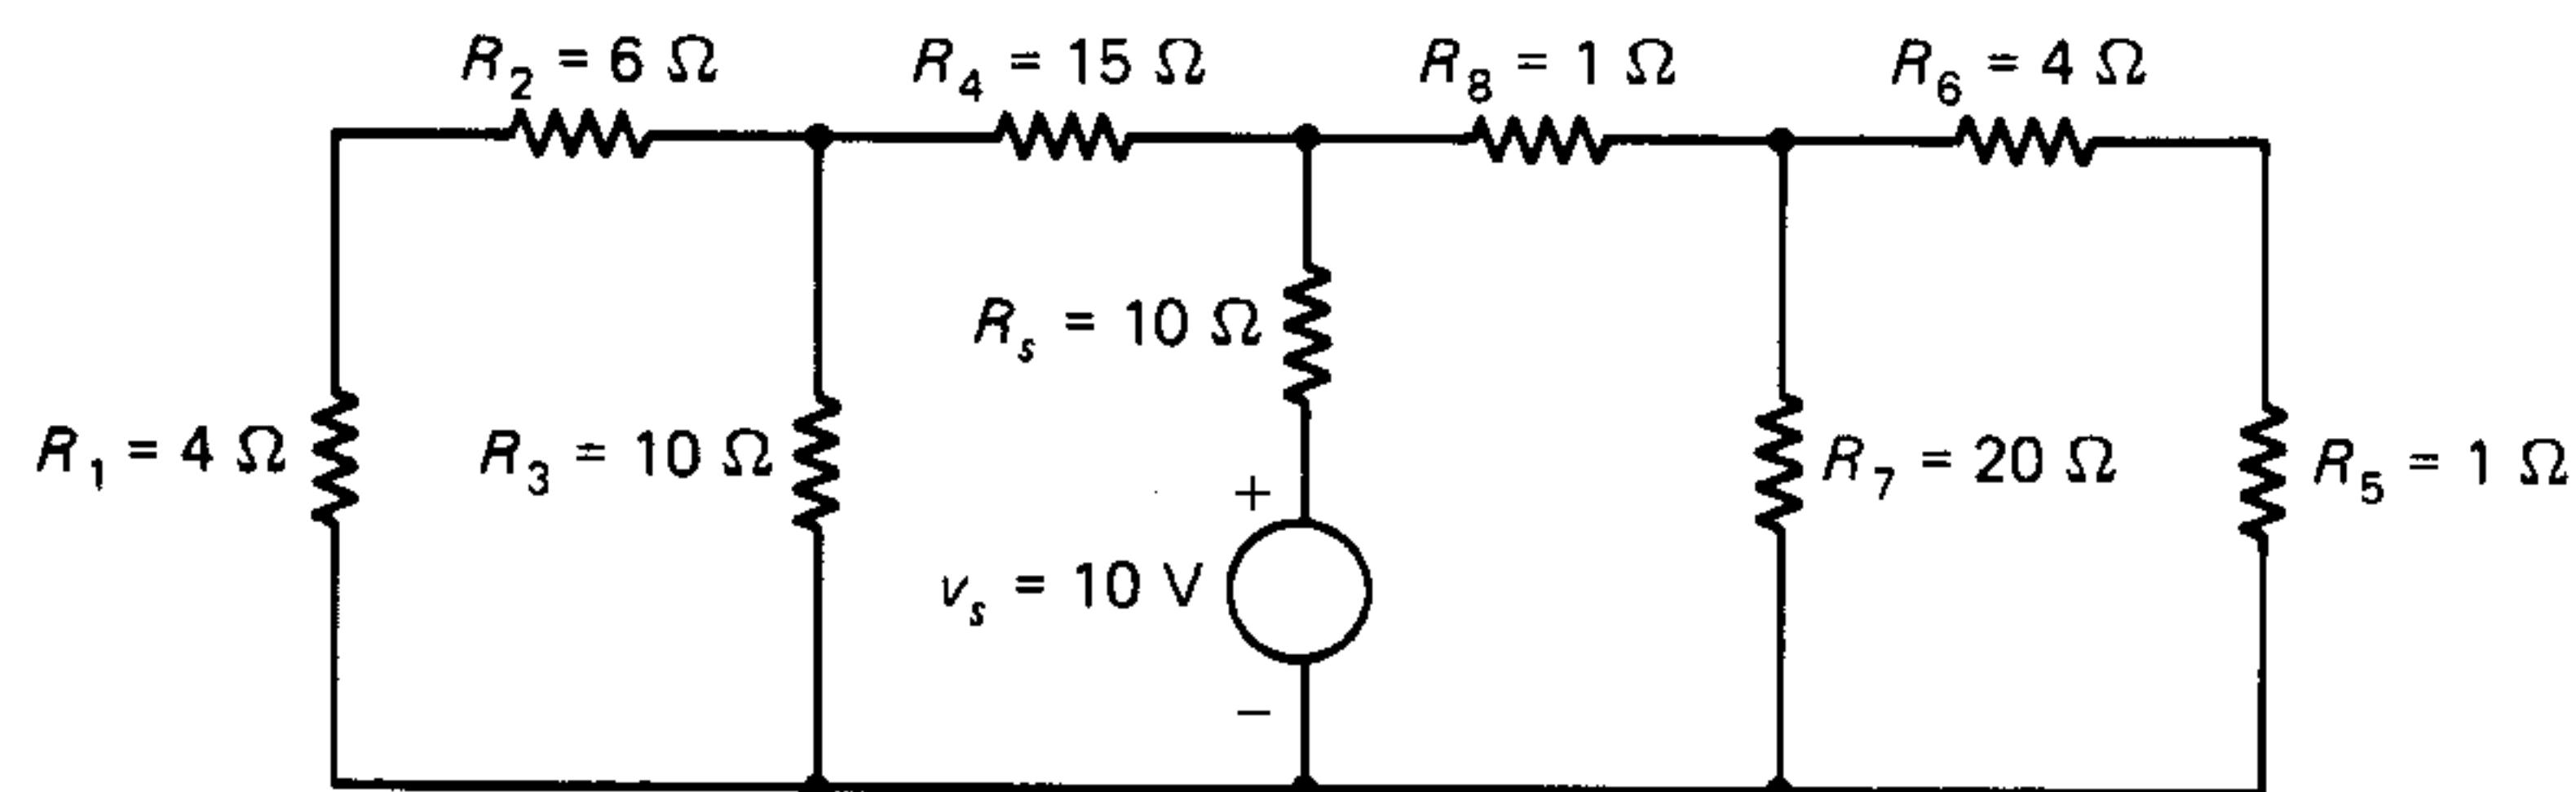 R₂ = 6 Ω
R₄ = 15 Ω
R₈ = 1 Ω
R₆ = 4 Ω
Rₛ = 10 Ω
R₁ = 4 Ω
R₃ = 10 Ω
R₇ = 20 Ω
R₅ = 1 Ω
+
vₛ = 10 V
−